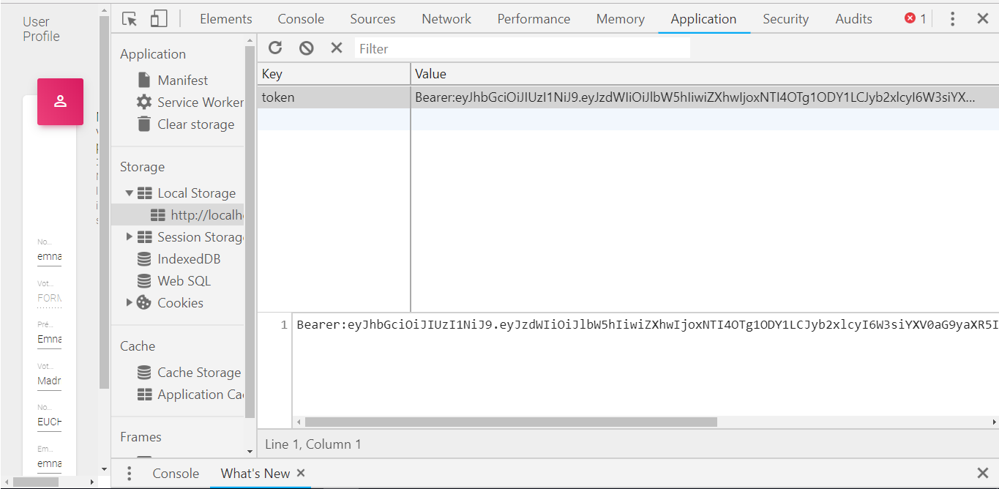 User
Profile
No...
emna
Vot...
FORM
Pré...
Emna
Vot...
Madr
No...
EUCH
Em...
emna
Elements Console Sources Network Performance Memory Application Security Audits 1
Application
Manifest
Service Worker
Clear storage
Storage
Local Storage
http://localh
Session Storag
IndexedDB
Web SQL
Cookies
Cache
Cache Storage
Application Ca
Frames
Filter
Key Value
token Bearer:eyJhbGciOiJIUzI1NiJ9.eyJzdWIiOiJlbW5hIiwiZXhwIjoxNTI4OTg1ODY1LCJyb2xlcyI6W3siYX...
1 Bearer:eyJhbGciOiJIUzI1NiJ9.eyJzdWIiOiJlbW5hIiwiZXhwIjoxNTI4OTg1ODY1LCJyb2xlcyI6W3siYXV0aG9yaXR5I
Line 1, Column 1
Console What's New